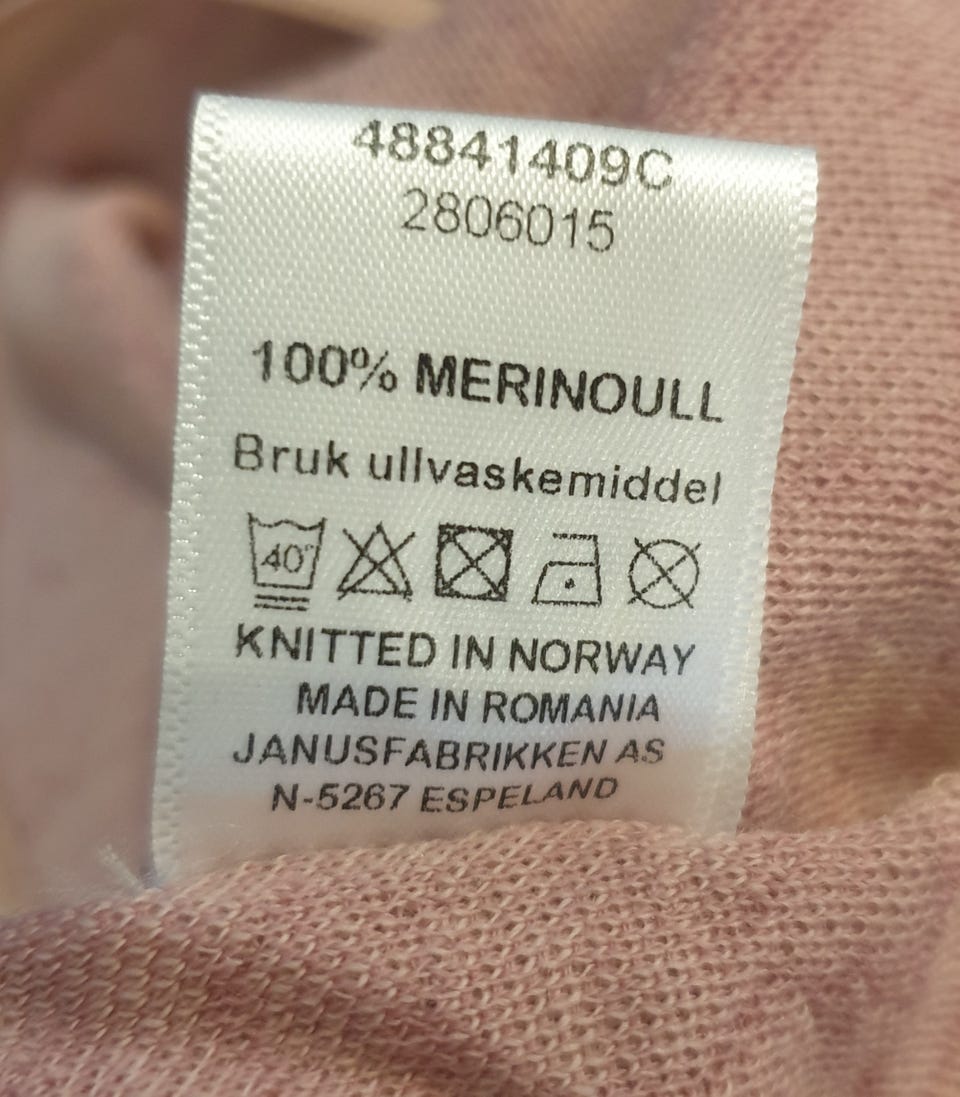 48841409C
2806015
100% MERINOULL
Bruk ullvaskemiddel
40°
KNITTED IN NORWAY
MADE IN ROMANIA
JANUSFABRIKKEN AS
N-5267 ESPELAND